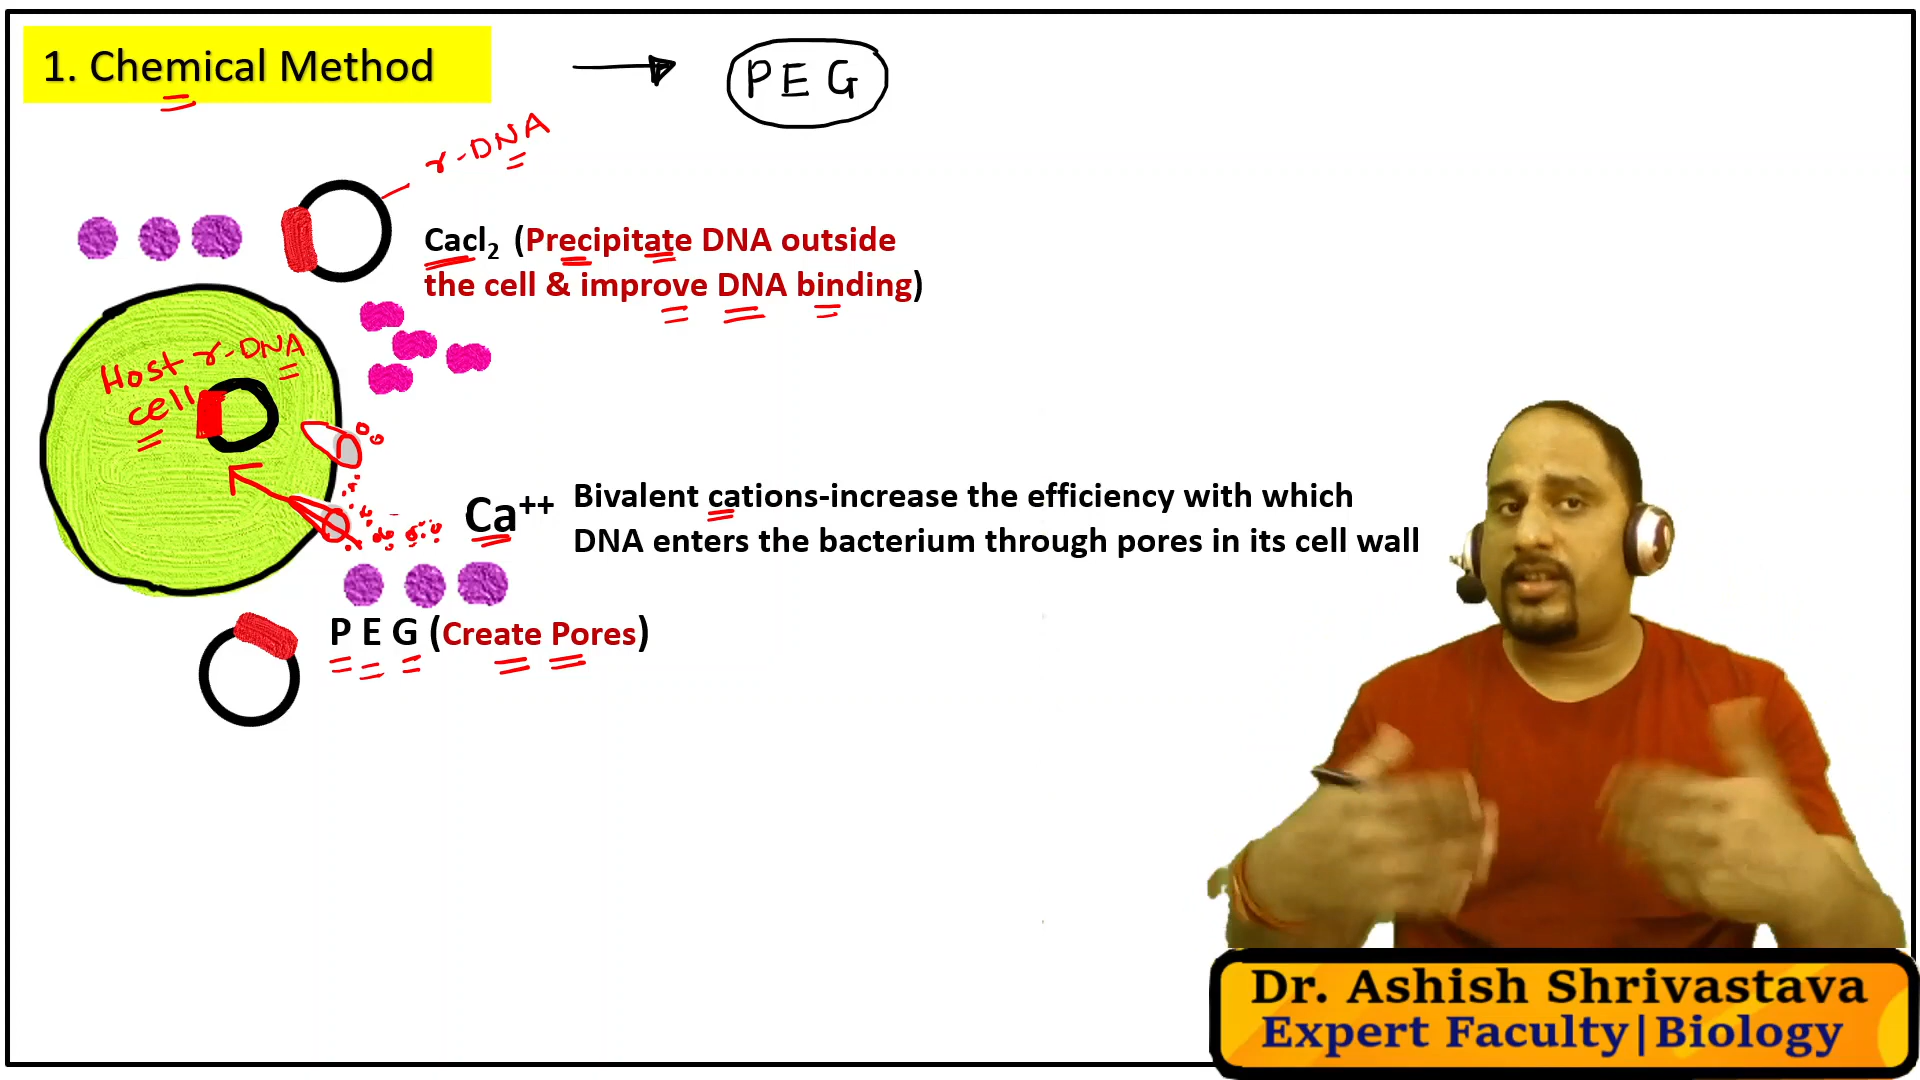 1. Chemical Method
PEG
r-DNA
Cacl₂ (Precipitate DNA outside
the cell & improve DNA binding)
Host r-DNA
cell
Ca⁺⁺ Bivalent cations-increase the efficiency with which
DNA enters the bacterium through pores in its cell wall
P E G (Create Pores)
Dr. Ashish Shrivastava
Expert Faculty|Biology